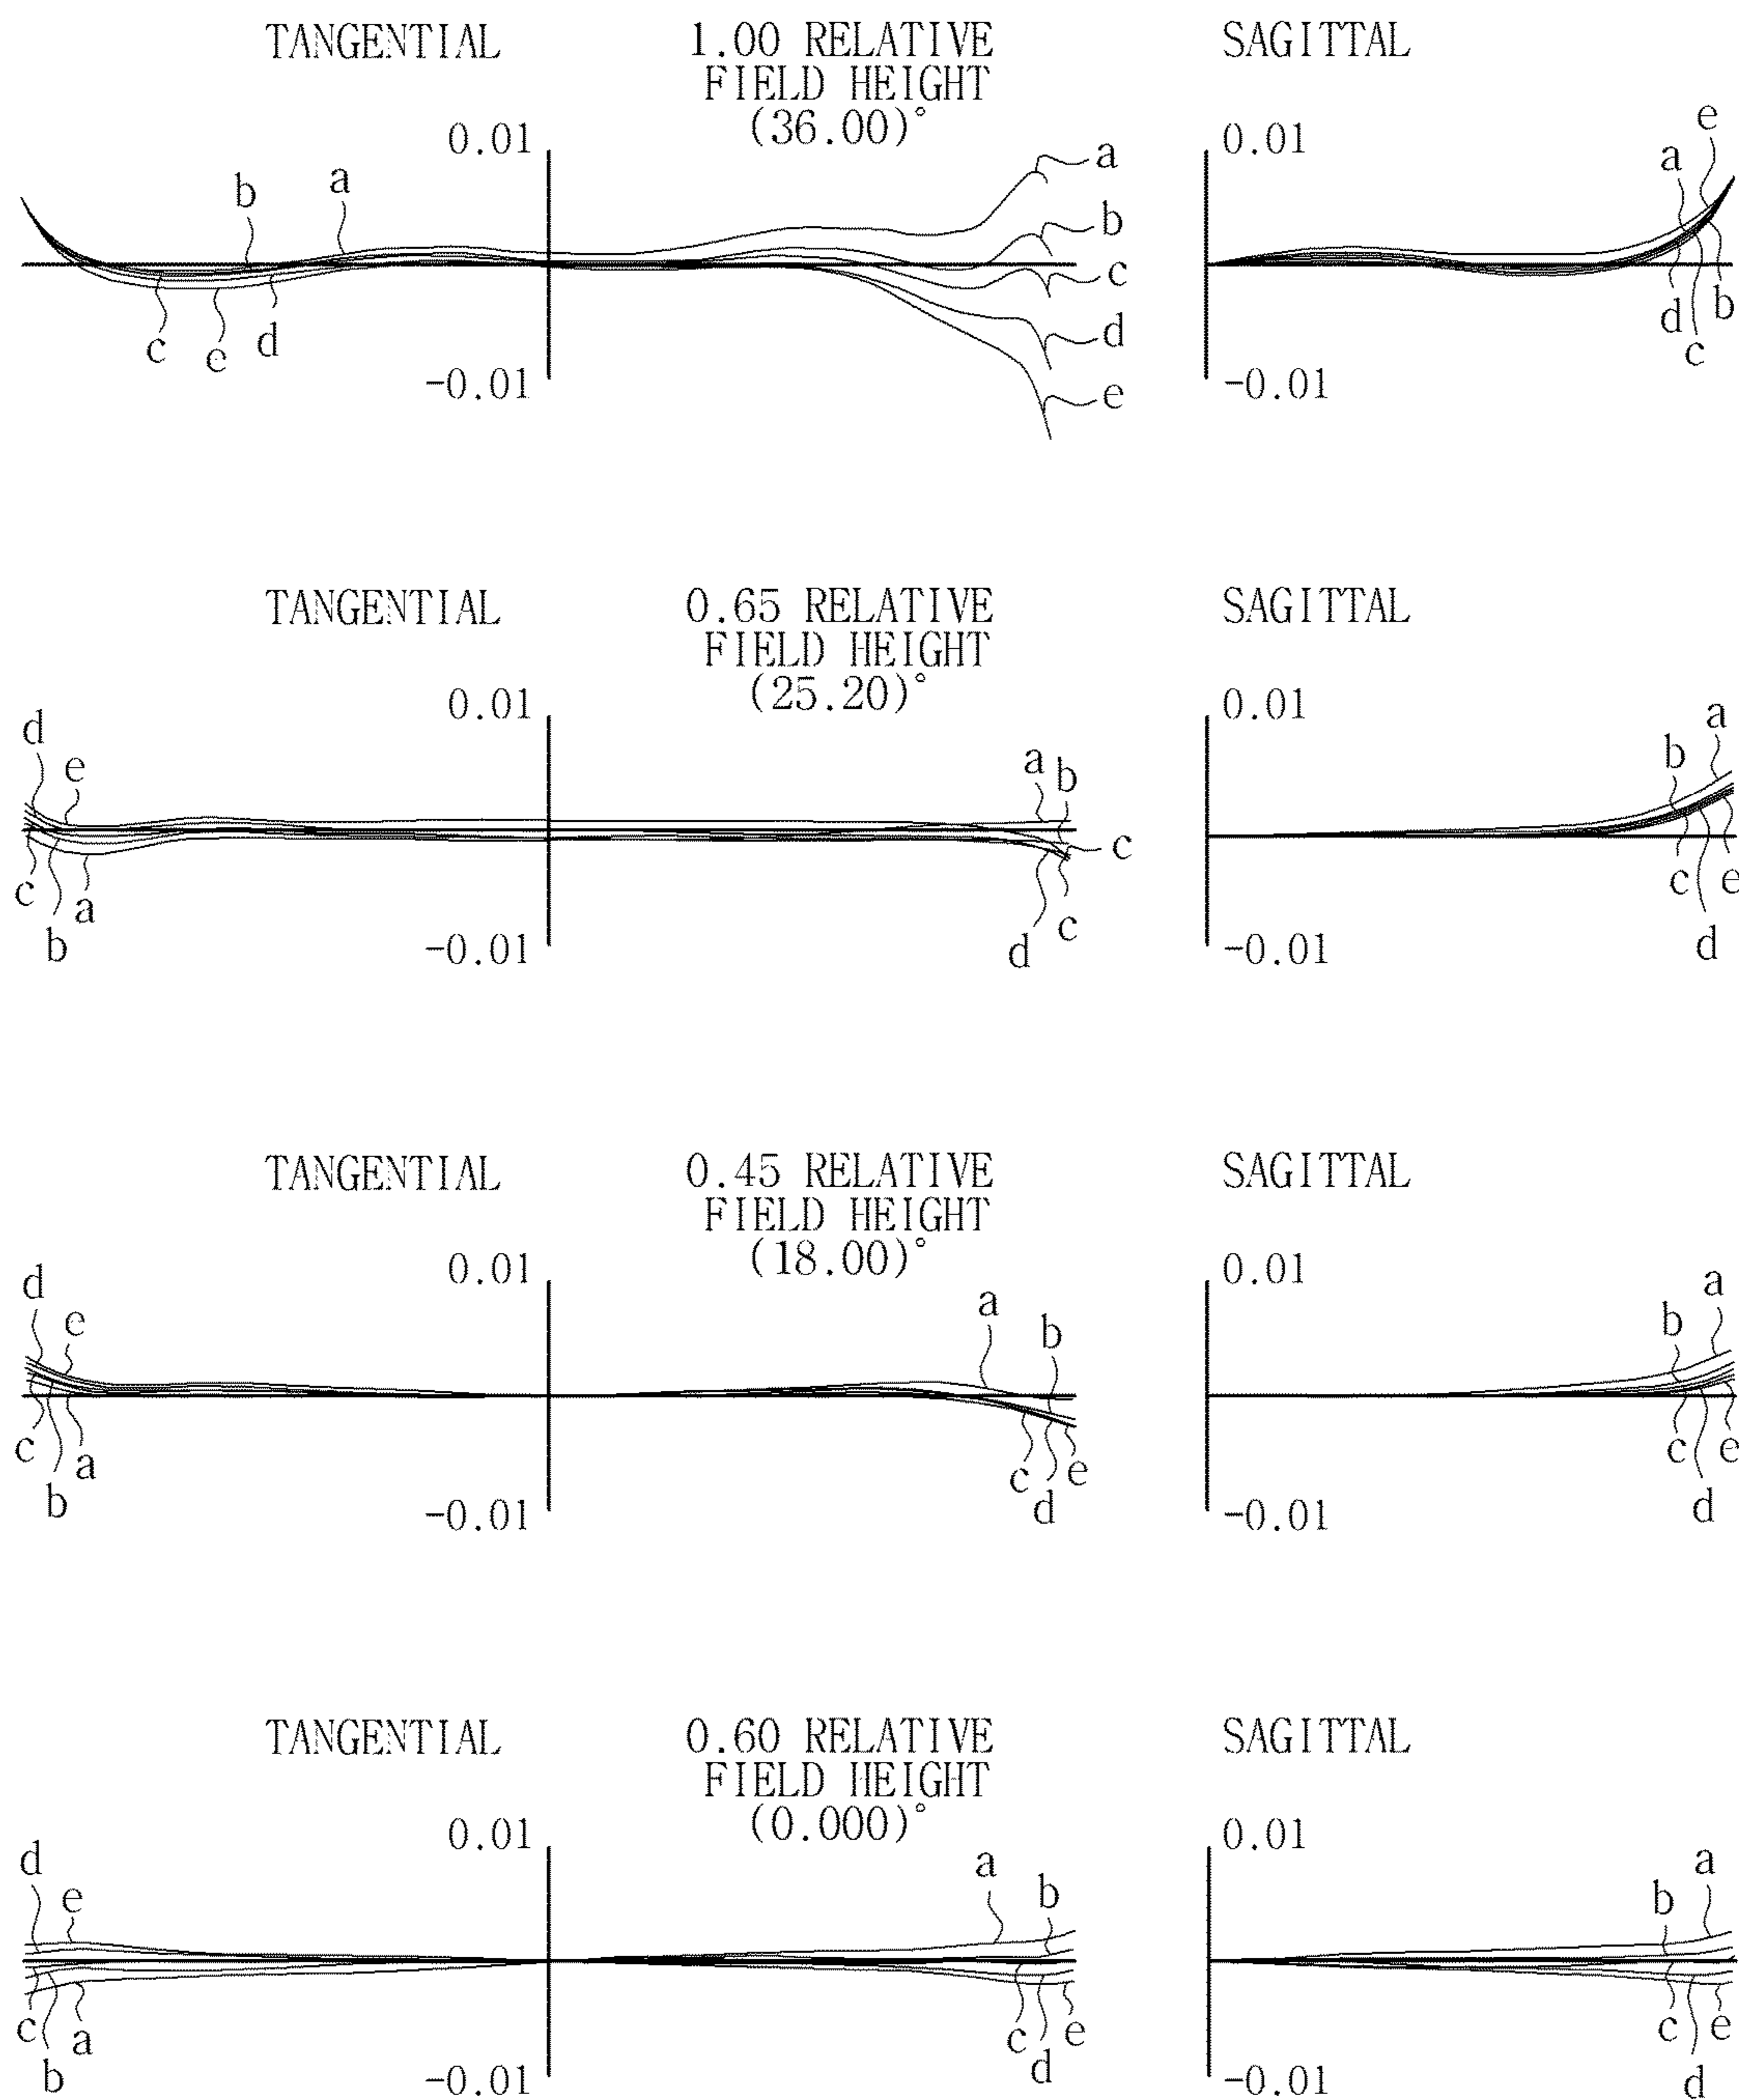 TANGENTIAL
1.00 RELATIVE
FIELD HEIGHT
(36.00)°
SAGITTAL
0.01
0.01
b
a
a
b
c
d
e
c
e
d
-0.01
e
a
d
b
c
-0.01
TANGENTIAL
0.65 RELATIVE
FIELD HEIGHT
(25.20)°
SAGITTAL
0.01
0.01
d
e
a
b
c
c
a
b
d
c
-0.01
a
b
c
e
d
-0.01
TANGENTIAL
0.45 RELATIVE
FIELD HEIGHT
(18.00)°
SAGITTAL
0.01
0.01
d
e
a
b
c
a
b
c
e
d
-0.01
a
b
c
e
d
-0.01
TANGENTIAL
0.60 RELATIVE
FIELD HEIGHT
(0.000)°
SAGITTAL
0.01
0.01
d
e
a
b
c
a
b
c
e
d
-0.01
a
b
c
e
d
-0.01